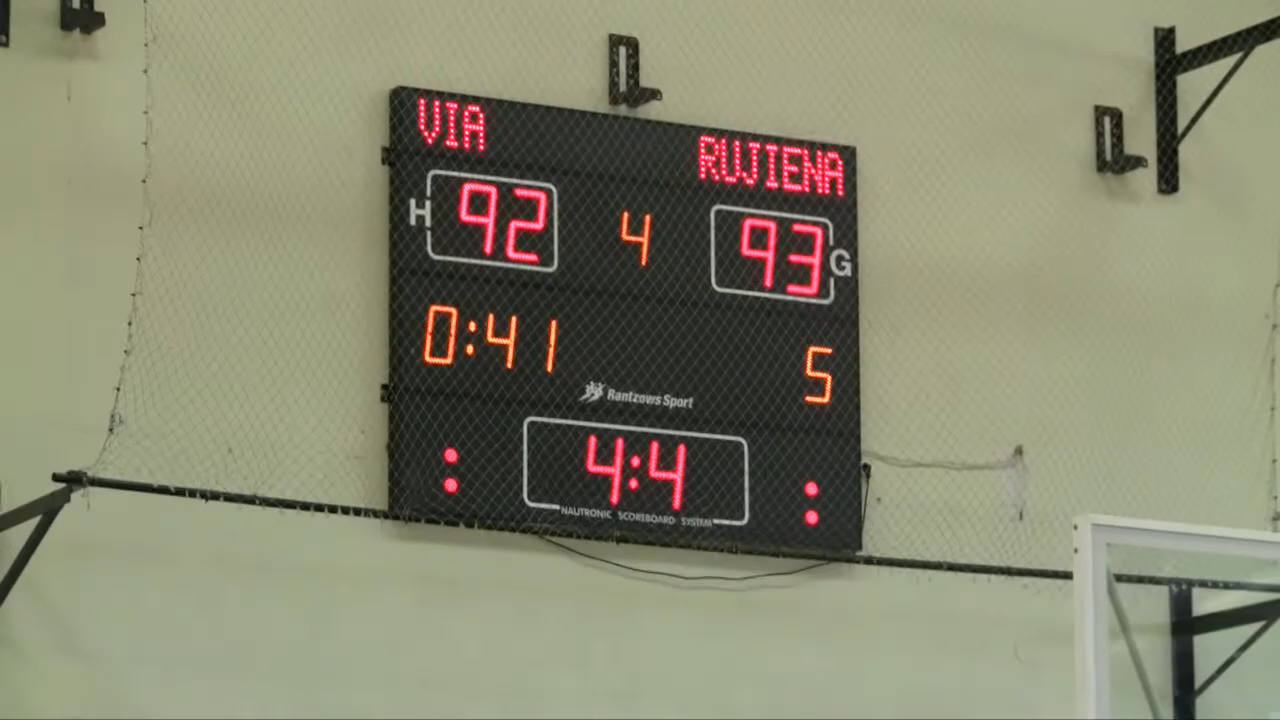 VIA
RUJIENA
H 92 4 93 G
0:41 5
Rantzows Sport
4:4
NAUTRONIC SCOREBOARD SYSTEM